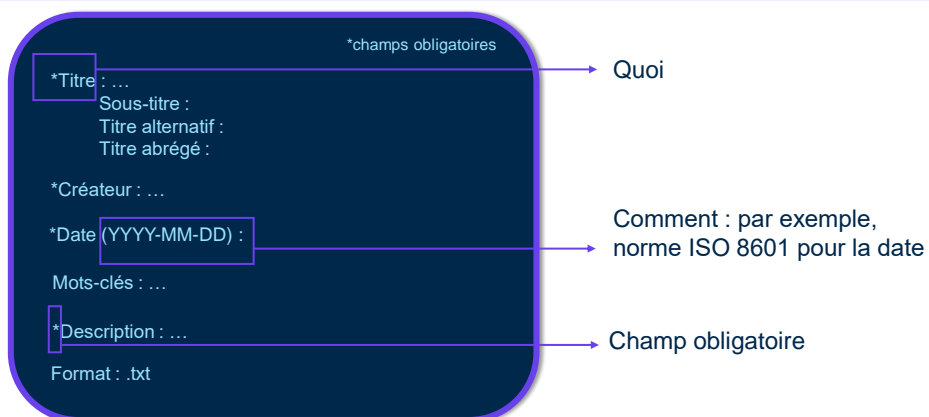 *champs obligatoires
*Titre : …
Sous-titre :
Titre alternatif :
Titre abrégé :
*Créateur : …
*Date (YYYY-MM-DD) :
Mots-clés : …
*Description : …
Format : .txt
Quoi
Comment : par exemple,
norme ISO 8601 pour la date
Champ obligatoire